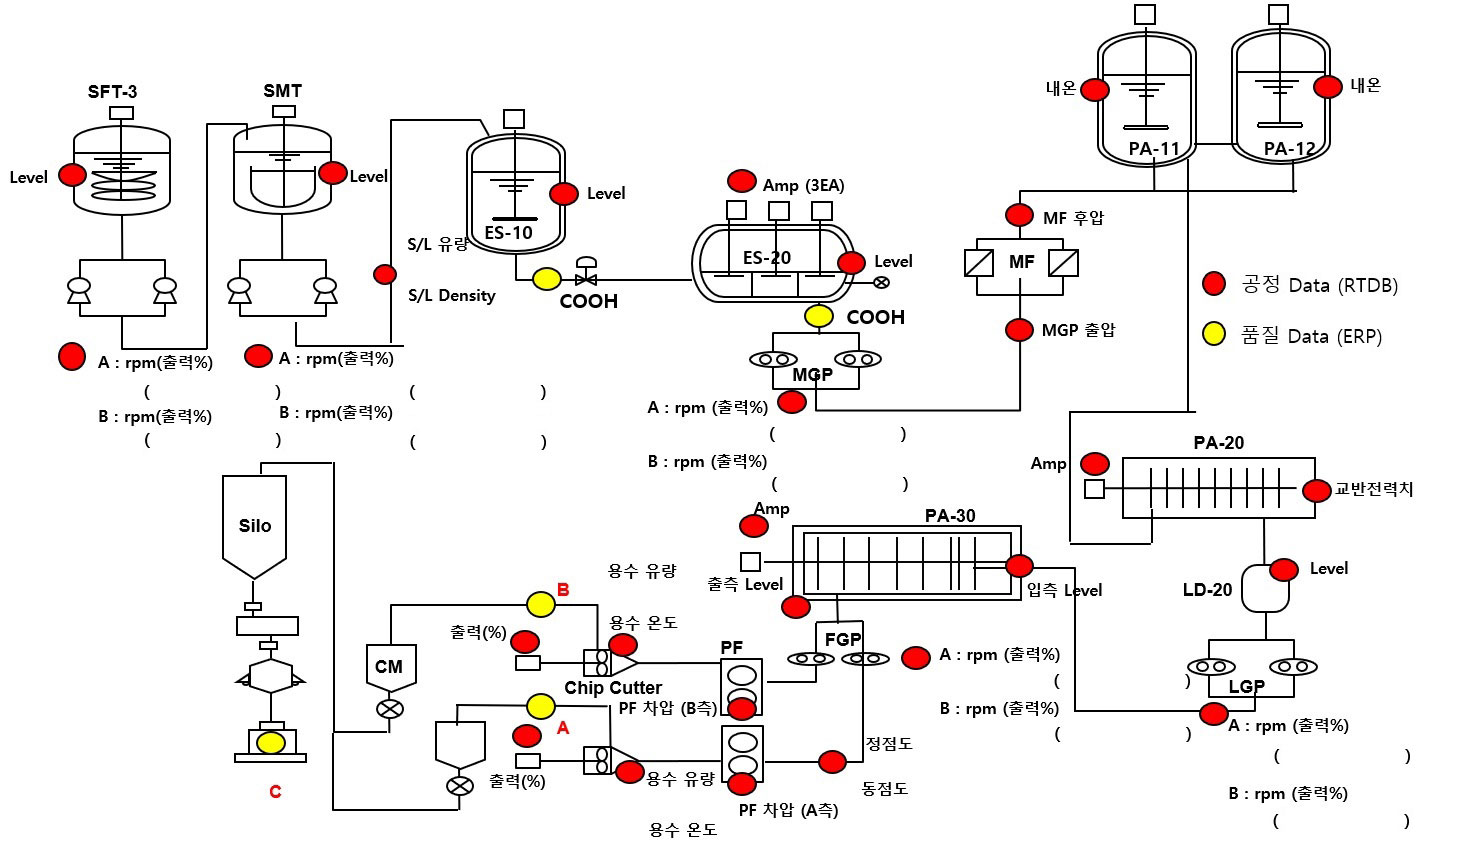 SFT-3
SMT
Level
Level
S/L 유량
S/L Density
ES-10
Level
COOH
Amp (3EA)
ES-20
Level
COOH
MGP
내온
PA-11
PA-12
내온
MF 후압
MF
MGP 출압
공정 Data (RTDB)
품질 Data (ERP)
A : rpm(출력%)
( )
B : rpm(출력%)
( )
A : rpm(출력%)
( )
B : rpm(출력%)
( )
A : rpm (출력%)
( )
B : rpm (출력%)
( )
PA-20
Amp
교반전력치
Silo
C
CM
B
출력(%)
용수 유량
용수 온도
Chip Cutter
PF
PF 차압 (B측)
A
출력(%)
용수 유량
용수 온도
PF 차압 (A측)
Amp
PA-30
출측 Level
입측 Level
FGP
정점도
동점도
A : rpm (출력%)
( )
B : rpm (출력%)
( )
LD-20
Level
LGP
A : rpm (출력%)
( )
B : rpm (출력%)
( )